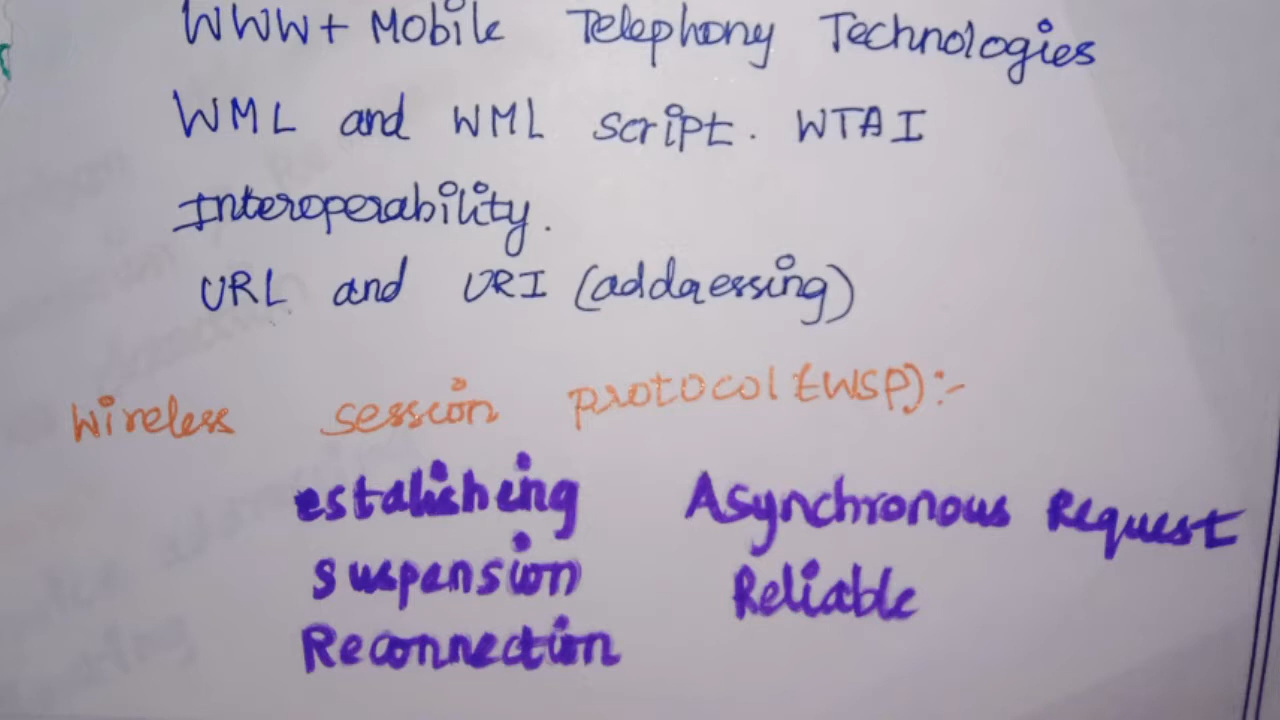 WWW+ Mobile Telephony Technologies
WML and WML script. WTAI
Interoperability.
URL and URI (addressing)
Wireless session protocol (WSP):-
estalishing Asynchronous Request
suspension Reliable
Reconnection